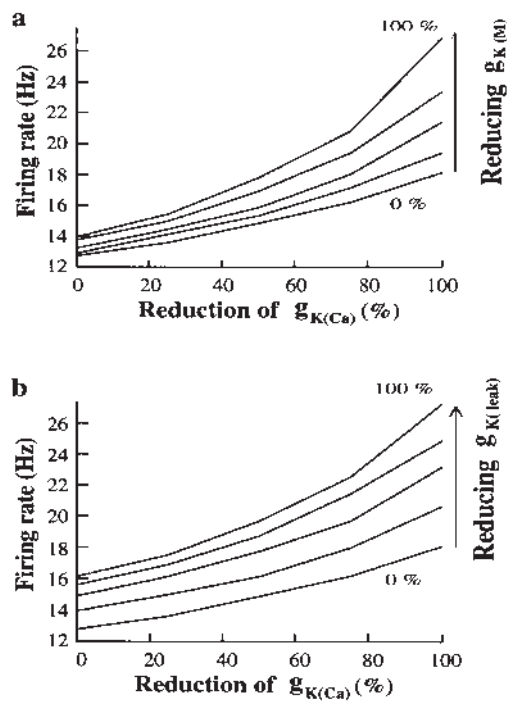 a
100 %
26
24
22
20
18
16
14
12
Firing rate (Hz)
0 %
Reducing gK(M)
0 20 40 60 80 100
Reduction of gK(Ca) (%)
b
100 %
26
24
22
20
18
16
14
12
Firing rate (Hz)
0 %
Reducing gK(leak)
0 20 40 60 80 100
Reduction of gK(Ca) (%)